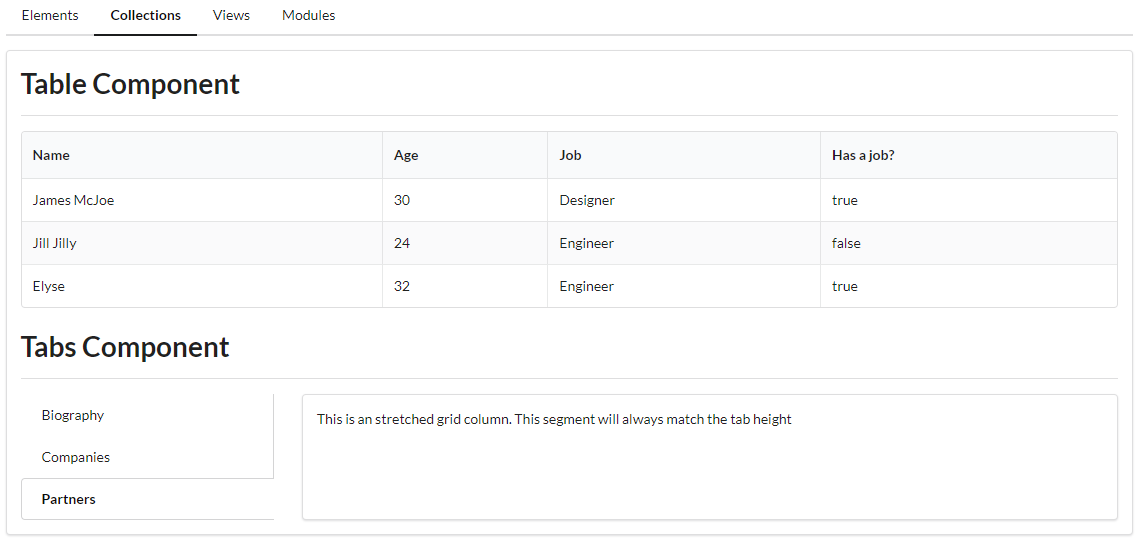 Elements Collections Views Modules
Table Component
Name Age Job Has a job?
James McJoe 30 Designer true
Jill Jilly 24 Engineer false
Elyse 32 Engineer true
Tabs Component
Biography
Companies
Partners
This is an stretched grid column. This segment will always match the tab height